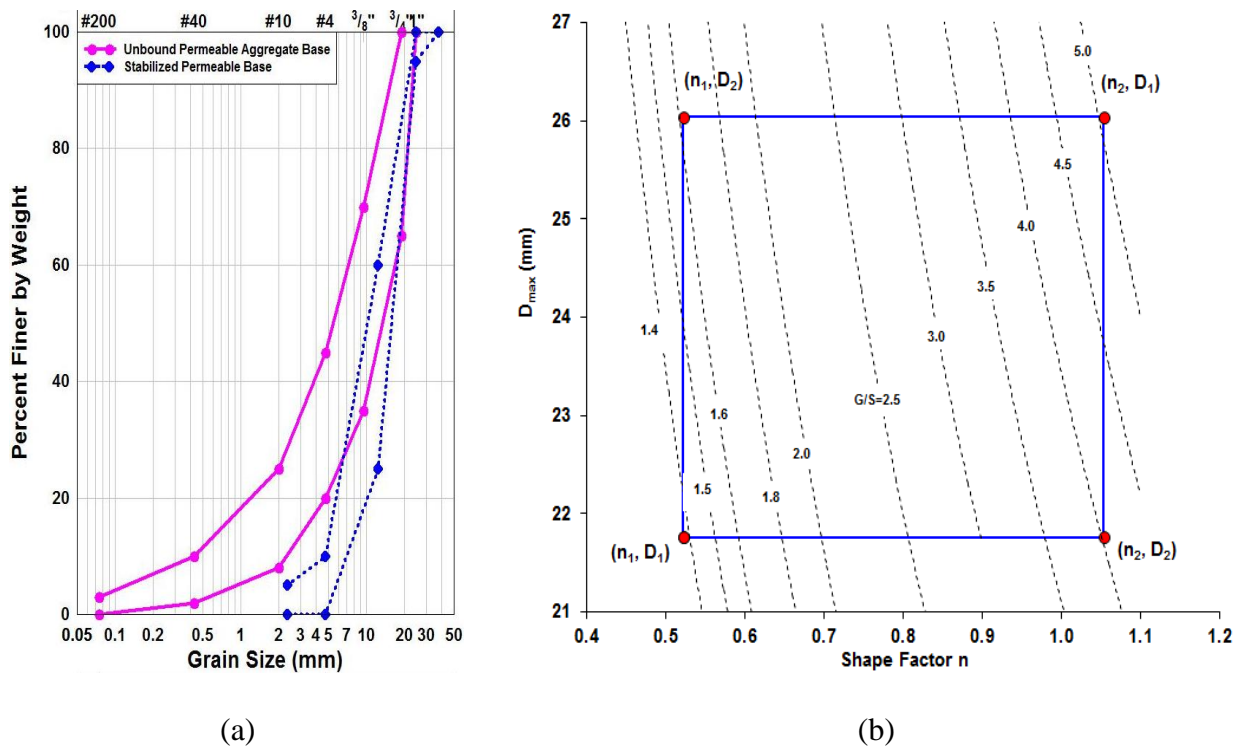 #200 #40 #10 #4 3/8" 3/4" 1"
Unbound Permeable Aggregate Base
Stabilized Permeable Base
100
80
60
40
20
0
Percent Finer by Weight
0.05 0.1 0.2 0.5 1 2 3 4 5 7 10 20 30 50
Grain Size (mm)
(a)
27
26
25
24
23
22
21
Dmax (mm)
5.0
(n1, D2)
(n2, D1)
4.5
4.0
3.5
1.4
3.0
G/S=2.5
1.6
2.0
1.5
1.8
(n1, D1)
(n2, D2)
0.4 0.5 0.6 0.7 0.8 0.9 1.0 1.1 1.2
Shape Factor n
(b)